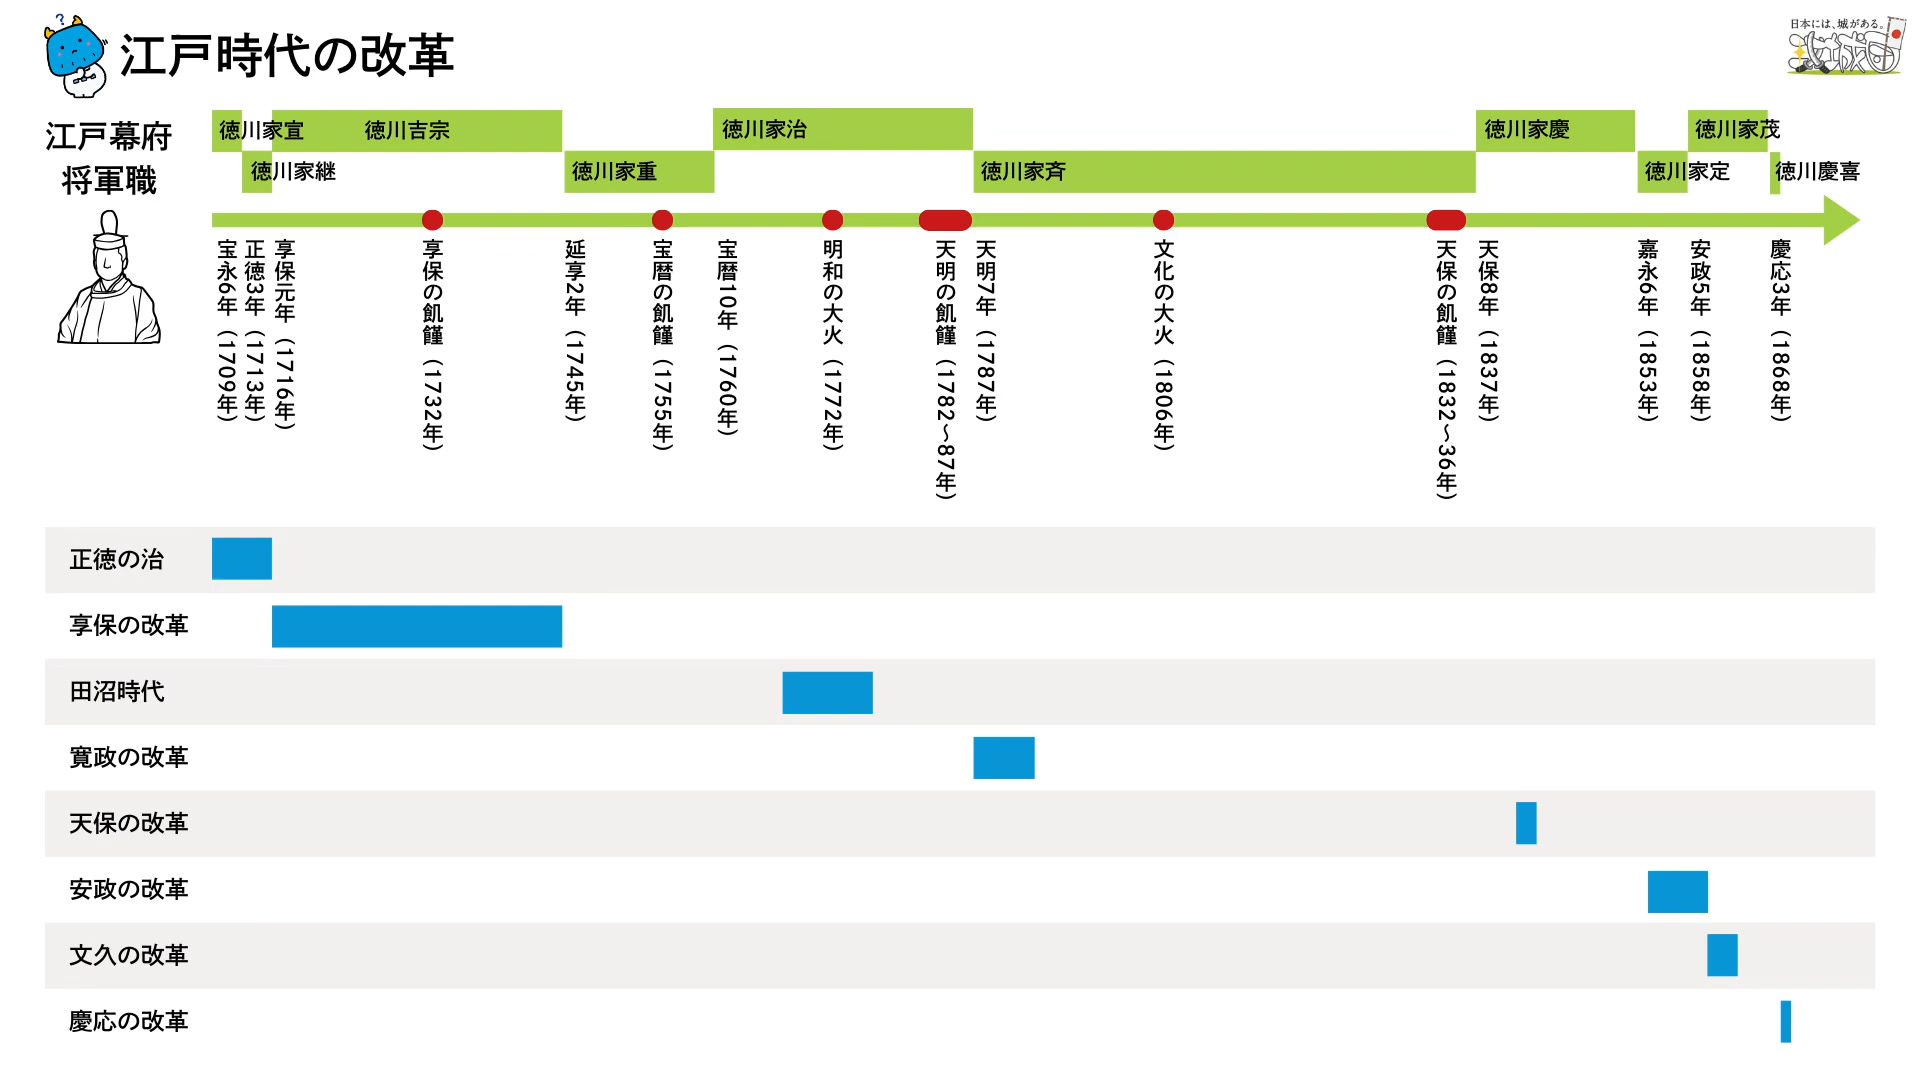 ?
江戸時代の改革
日本には、城がある。
江戸幕府
将軍職
徳川家宣
徳川吉宗
徳川家治
徳川家慶
徳川家茂
徳川家継
徳川家重
徳川家斉
徳川家定
徳川慶喜
宝永6年(1709年)
正徳3年(1713年)
享保元年(1716年)
享保の飢饉(1732年)
延享2年(1745年)
宝暦の飢饉(1755年)
宝暦10年(1760年)
明和の大火(1772年)
天明の飢饉(1782〜87年)
天明7年(1787年)
文化の大火(1806年)
天保の飢饉(1832〜36年)
天保8年(1837年)
嘉永6年(1853年)
安政5年(1858年)
慶応3年(1868年)
正徳の治
享保の改革
田沼時代
寛政の改革
天保の改革
安政の改革
文久の改革
慶応の改革